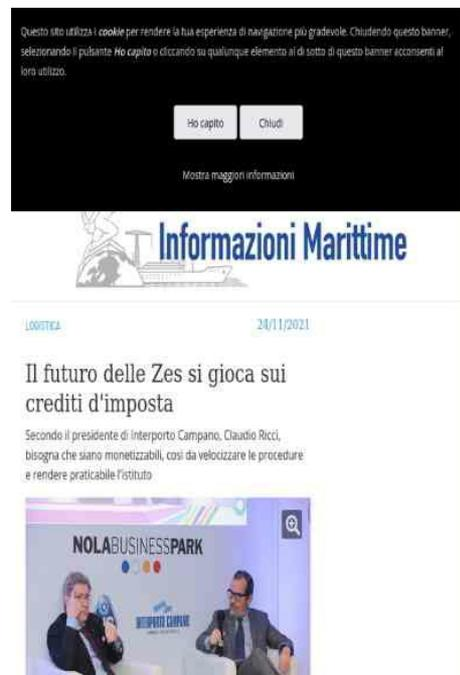 Questo sito utilizza i cookie per rendere la tua esperienza di navigazione più gradevole. Chiudendo questo banner,
selezionando il pulsante Ho capito o cliccando su qualunque elemento al di sotto di questo banner acconsenti al
loro utilizzo.
Ho capito
Chiudi
Mostra maggiori informazioni
Informazioni Marittime
LOGISTICA
24/11/2021
Il futuro delle Zes si gioca sui
crediti d'imposta
Secondo il presidente di Interporto Campano, Claudio Ricci,
bisogna che siano monetizzabili, così da velocizzare le procedure
e rendere praticabile l'istituto
NOLABUSINESSPARK
INTERPORTO CAMPANO